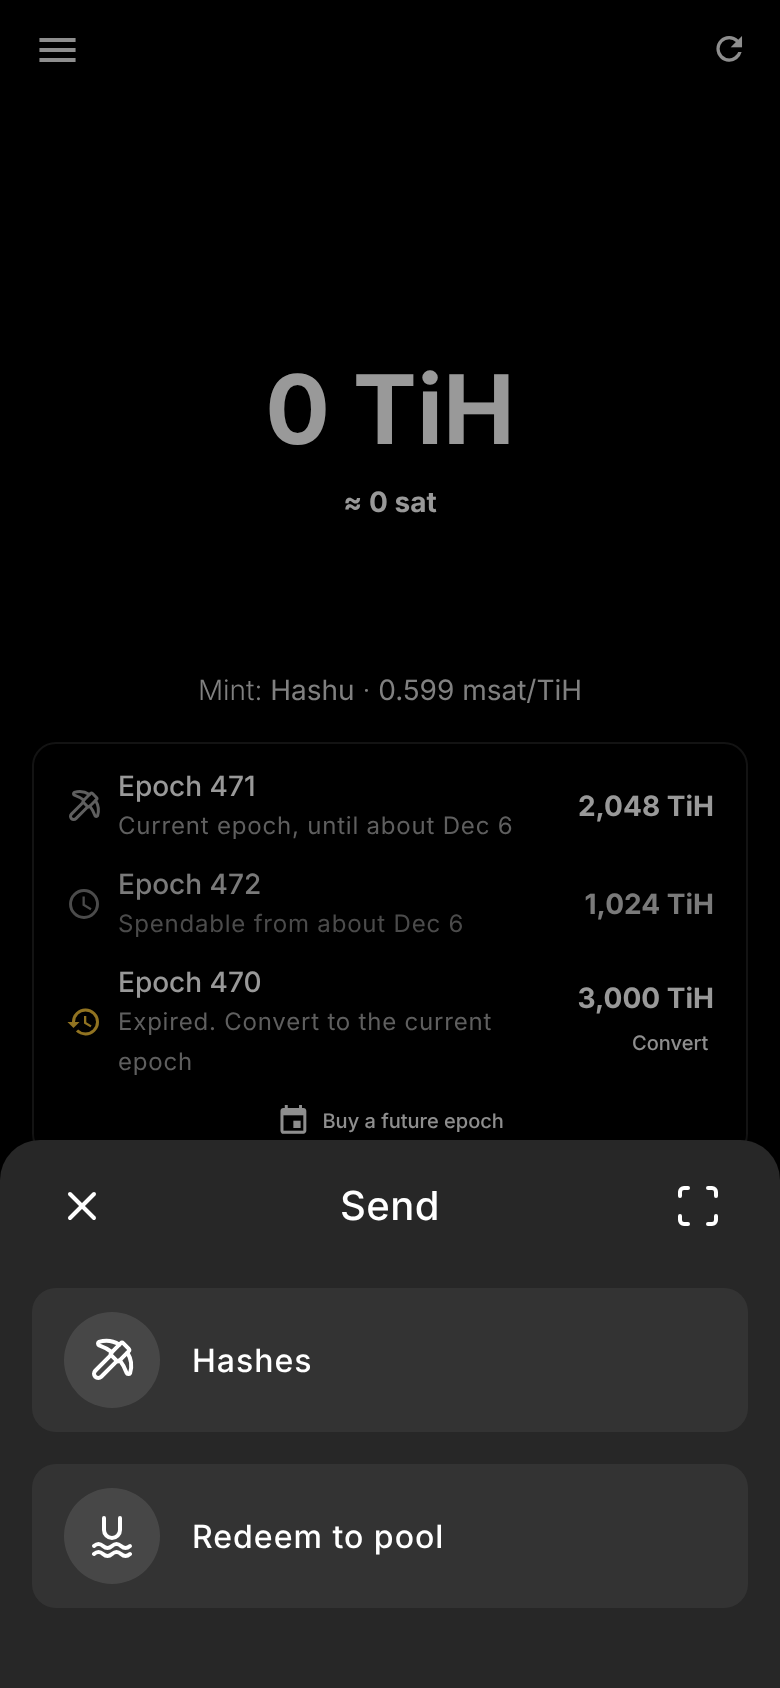 0 TiH
≈ 0 sat
Mint: Hashu · 0.599 msat/TiH
Epoch 471
2,048 TiH
Current epoch, until about Dec 6
Epoch 472
1,024 TiH
Spendable from about Dec 6
Epoch 470
3,000 TiH
Expired. Convert to the current
epoch
Convert
Buy a future epoch
Send
Hashes
Redeem to pool